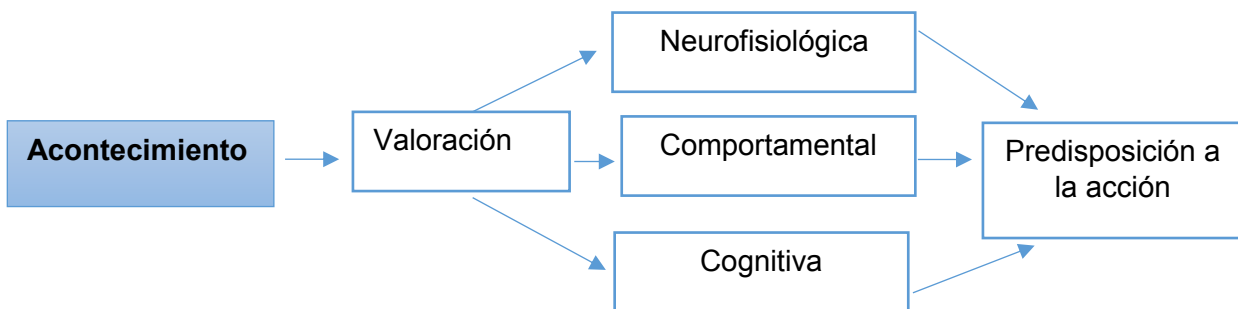 Neurofisiológica
Acontecimiento
Valoración
Comportamental
Predisposición a
la acción
Cognitiva